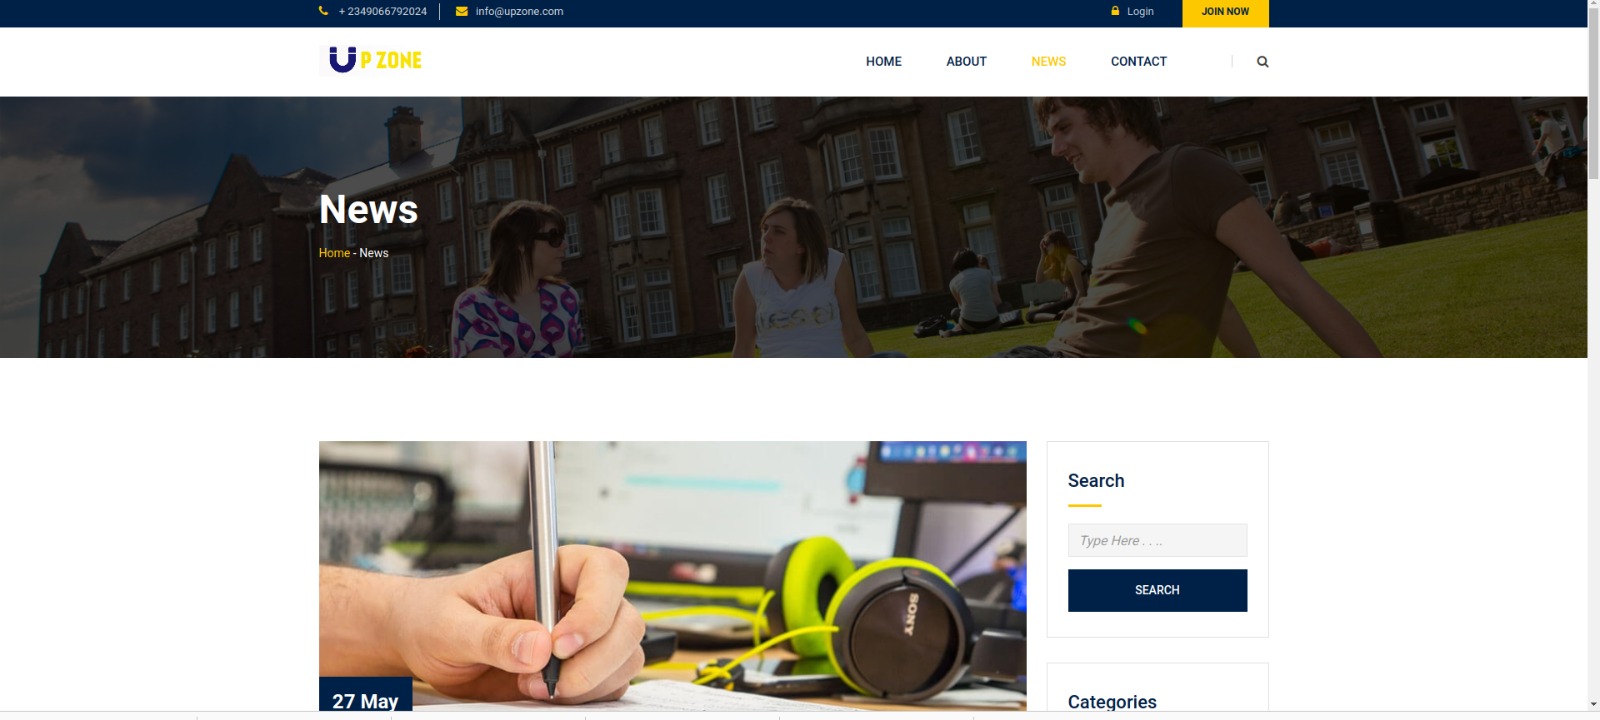 + 2349066792024
info@upzone.com
Login
JOIN NOW
UP ZONE
HOME
ABOUT
NEWS
CONTACT
News
Home - News
SONY
27 May
Search
Type Here . . ..
SEARCH
Categories